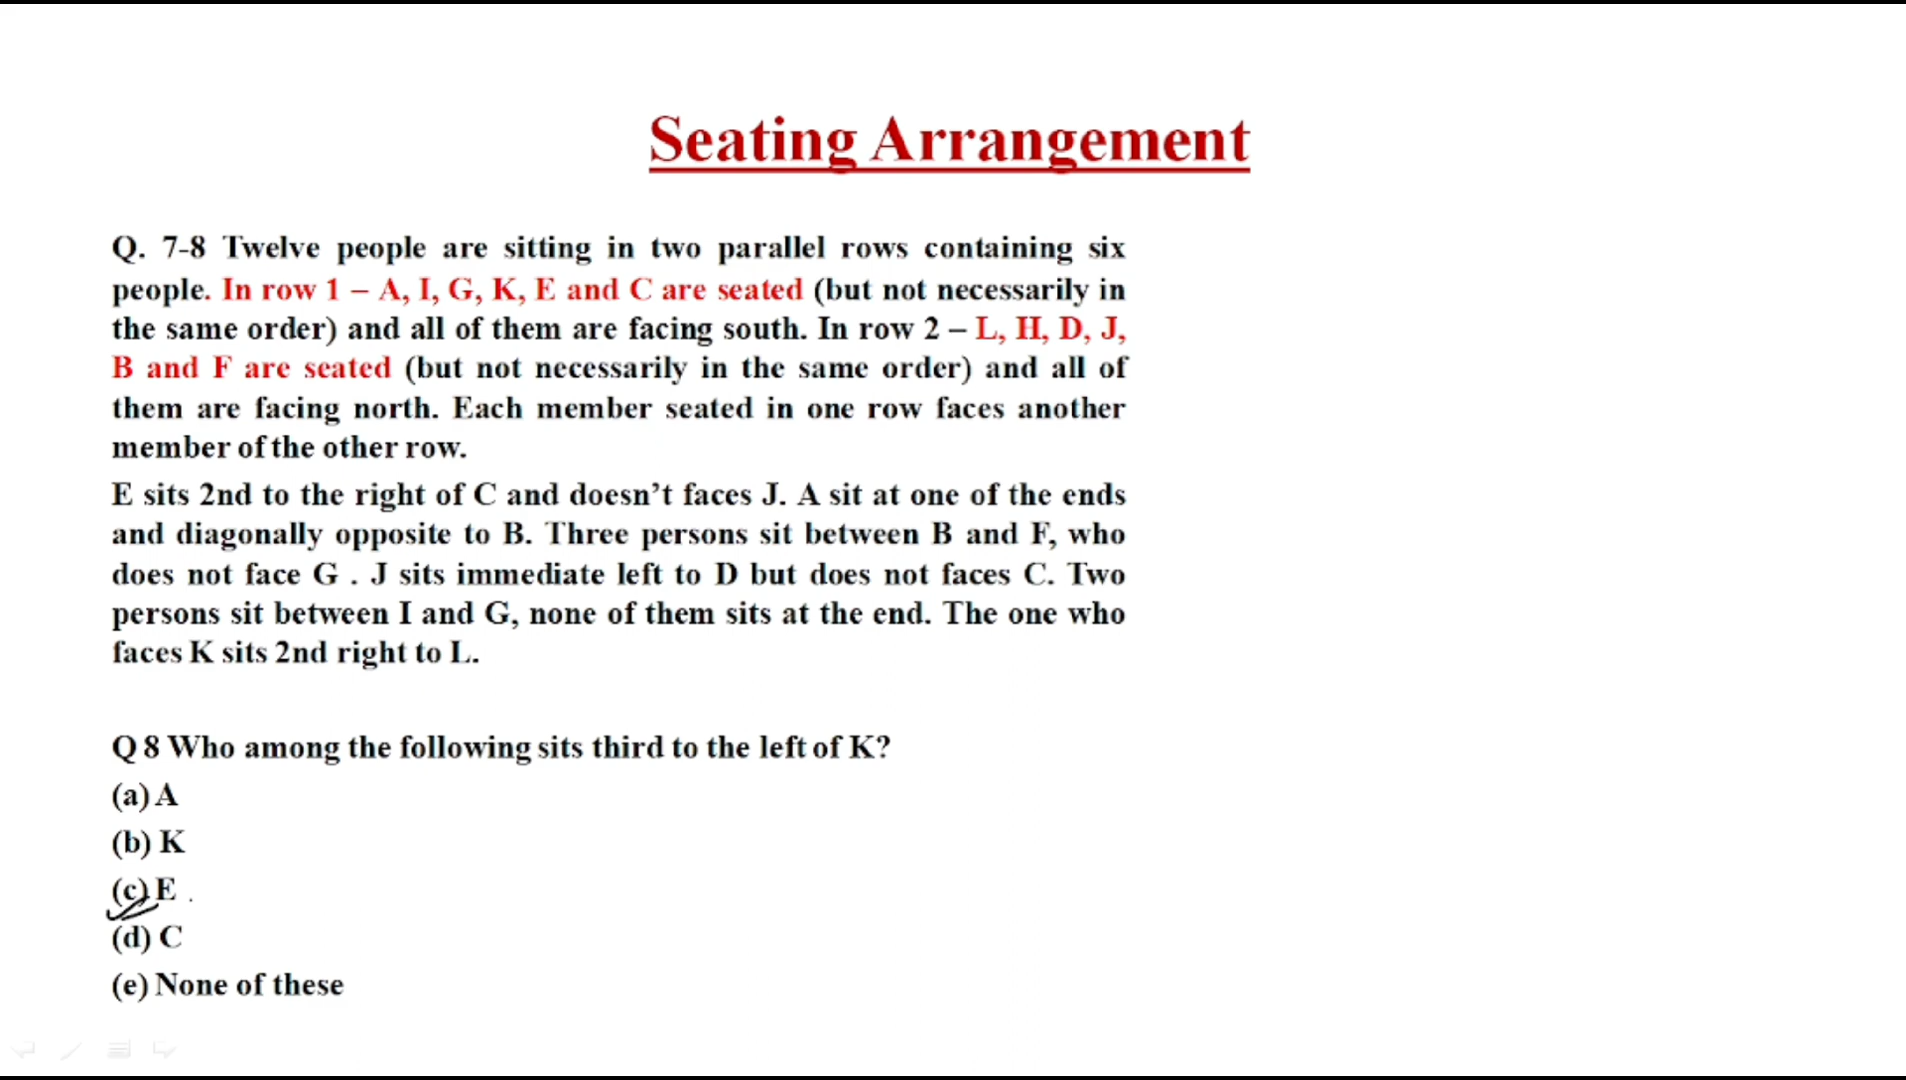 Seating Arrangement
Q. 7-8 Twelve people are sitting in two parallel rows containing six
people. In row 1 – A, I, G, K, E and C are seated (but not necessarily in
the same order) and all of them are facing south. In row 2 – L, H, D, J,
B and F are seated (but not necessarily in the same order) and all of
them are facing north. Each member seated in one row faces another
member of the other row.
E sits 2nd to the right of C and doesn’t faces J. A sit at one of the ends
and diagonally opposite to B. Three persons sit between B and F, who
does not face G . J sits immediate left to D but does not faces C. Two
persons sit between I and G, none of them sits at the end. The one who
faces K sits 2nd right to L.
Q 8 Who among the following sits third to the left of K?
(a) A
(b) K
(c) E .
(d) C
(e) None of these